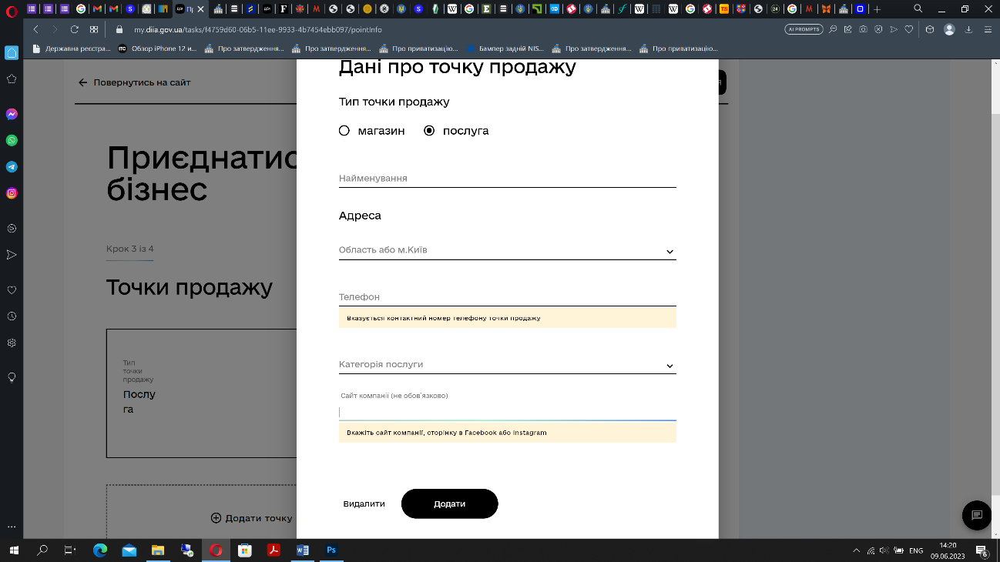 my.diia.gov.ua/tasks/f4759d60-06b5-11ee-9933-4b7454ebb097/pointInfo
AI PROMPTS
Державна реєстра...
Обзор iPhone 12 и...
Про затвердження...
Про затвердження...
Про приватизацію...
Бампер задній NIS...
Про затвердження...
Про приватизацію...
Повернутись на сайт
Приєднатис
бізнес
Крок 3 із 4
Точки продажу
Тип
точки
продажу
Послу
га
Додати точку
Дані про точку продажу
Тип точки продажу
магазин
послуга
Найменування
Адреса
Область або м.Київ
Телефон
Вказується контактний номер телефону точки продажу
Категорія послуги
Сайт компанії (не обов'язково)
Вкажіть сайт компанії, сторінку в Facebook або Instagram
Видалити
Додати
ENG
14:20
09.06.2023
6